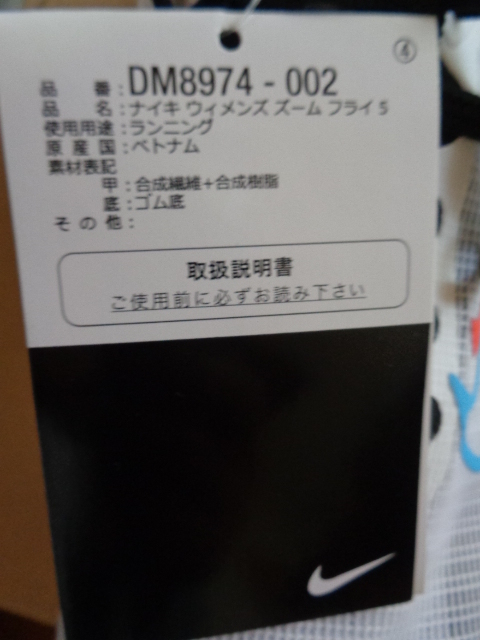 ④
品番:DM8974-002
品名:ナイキ ウィメンズ ズーム フライ 5
使用用途:ランニング
原産国:ベトナム
素材表記
甲:合成繊維+合成樹脂
底:ゴム底
その他:
取扱説明書
ご使用前に必ずお読み下さい